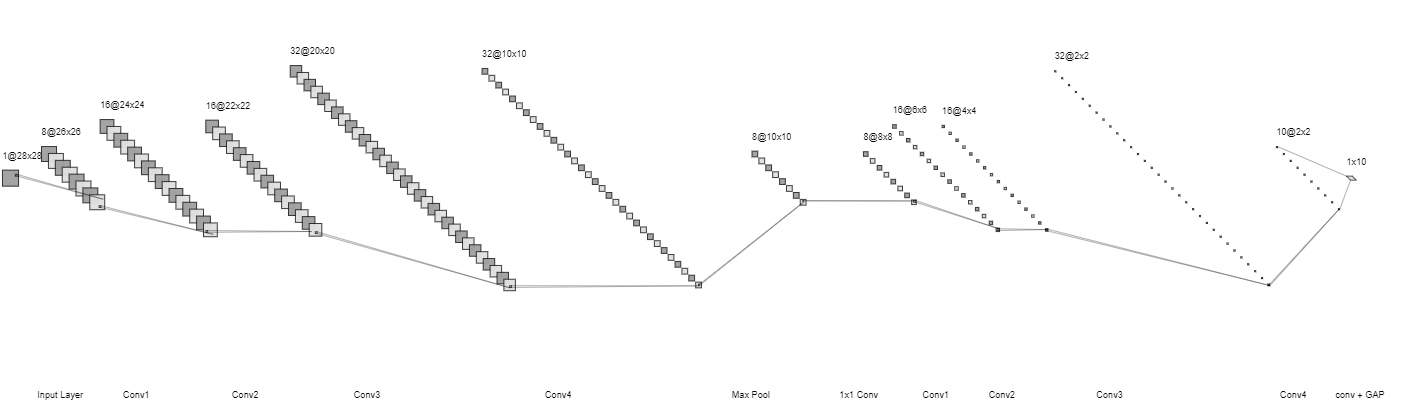 1@28x28
8@26x26
16@24x24
16@22x22
32@20x20
32@10x10
8@10x10
8@8x8
16@6x6
16@4x4
32@2x2
10@2x2
1x10
Input Layer
Conv1
Conv2
Conv3
Conv4
Max Pool
1x1 Conv
Conv1
Conv2
Conv3
Conv4
conv + GAP